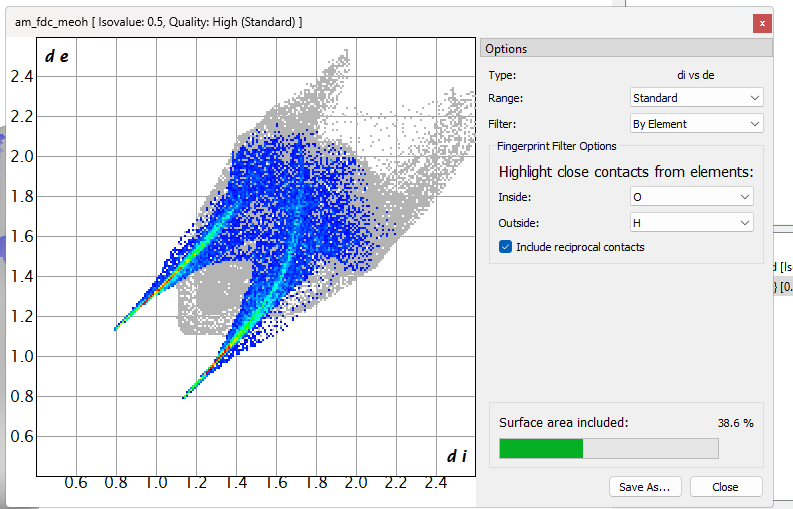 am_fdc_meoh [ Isovalue: 0.5, Quality: High (Standard) ]
x
d e
2.4
2.2
2.0
1.8
1.6
1.4
1.2
1.0
0.8
0.6
d i
0.6 0.8 1.0 1.2 1.4 1.6 1.8 2.0 2.2 2.4
Options
Type: di vs de
Range: Standard
Filter: By Element
Fingerprint Filter Options
Highlight close contacts from elements:
Inside: O
Outside: H
Include reciprocal contacts
Surface area included: 38.6 %
Save As... Close
d [Iso
} [0.